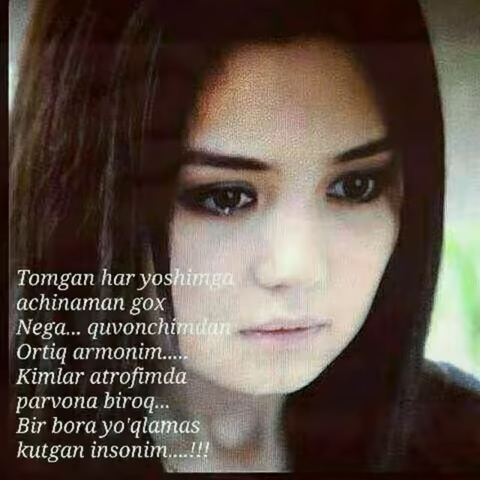 Tomgan har yoshimga
achinaman gox
Nega... quvonchimdan
Ortiq armonim.....
Kimlar atrofimda
parvona biroq...
Bir bora yo'qlamas
kutgan insonim....!!!